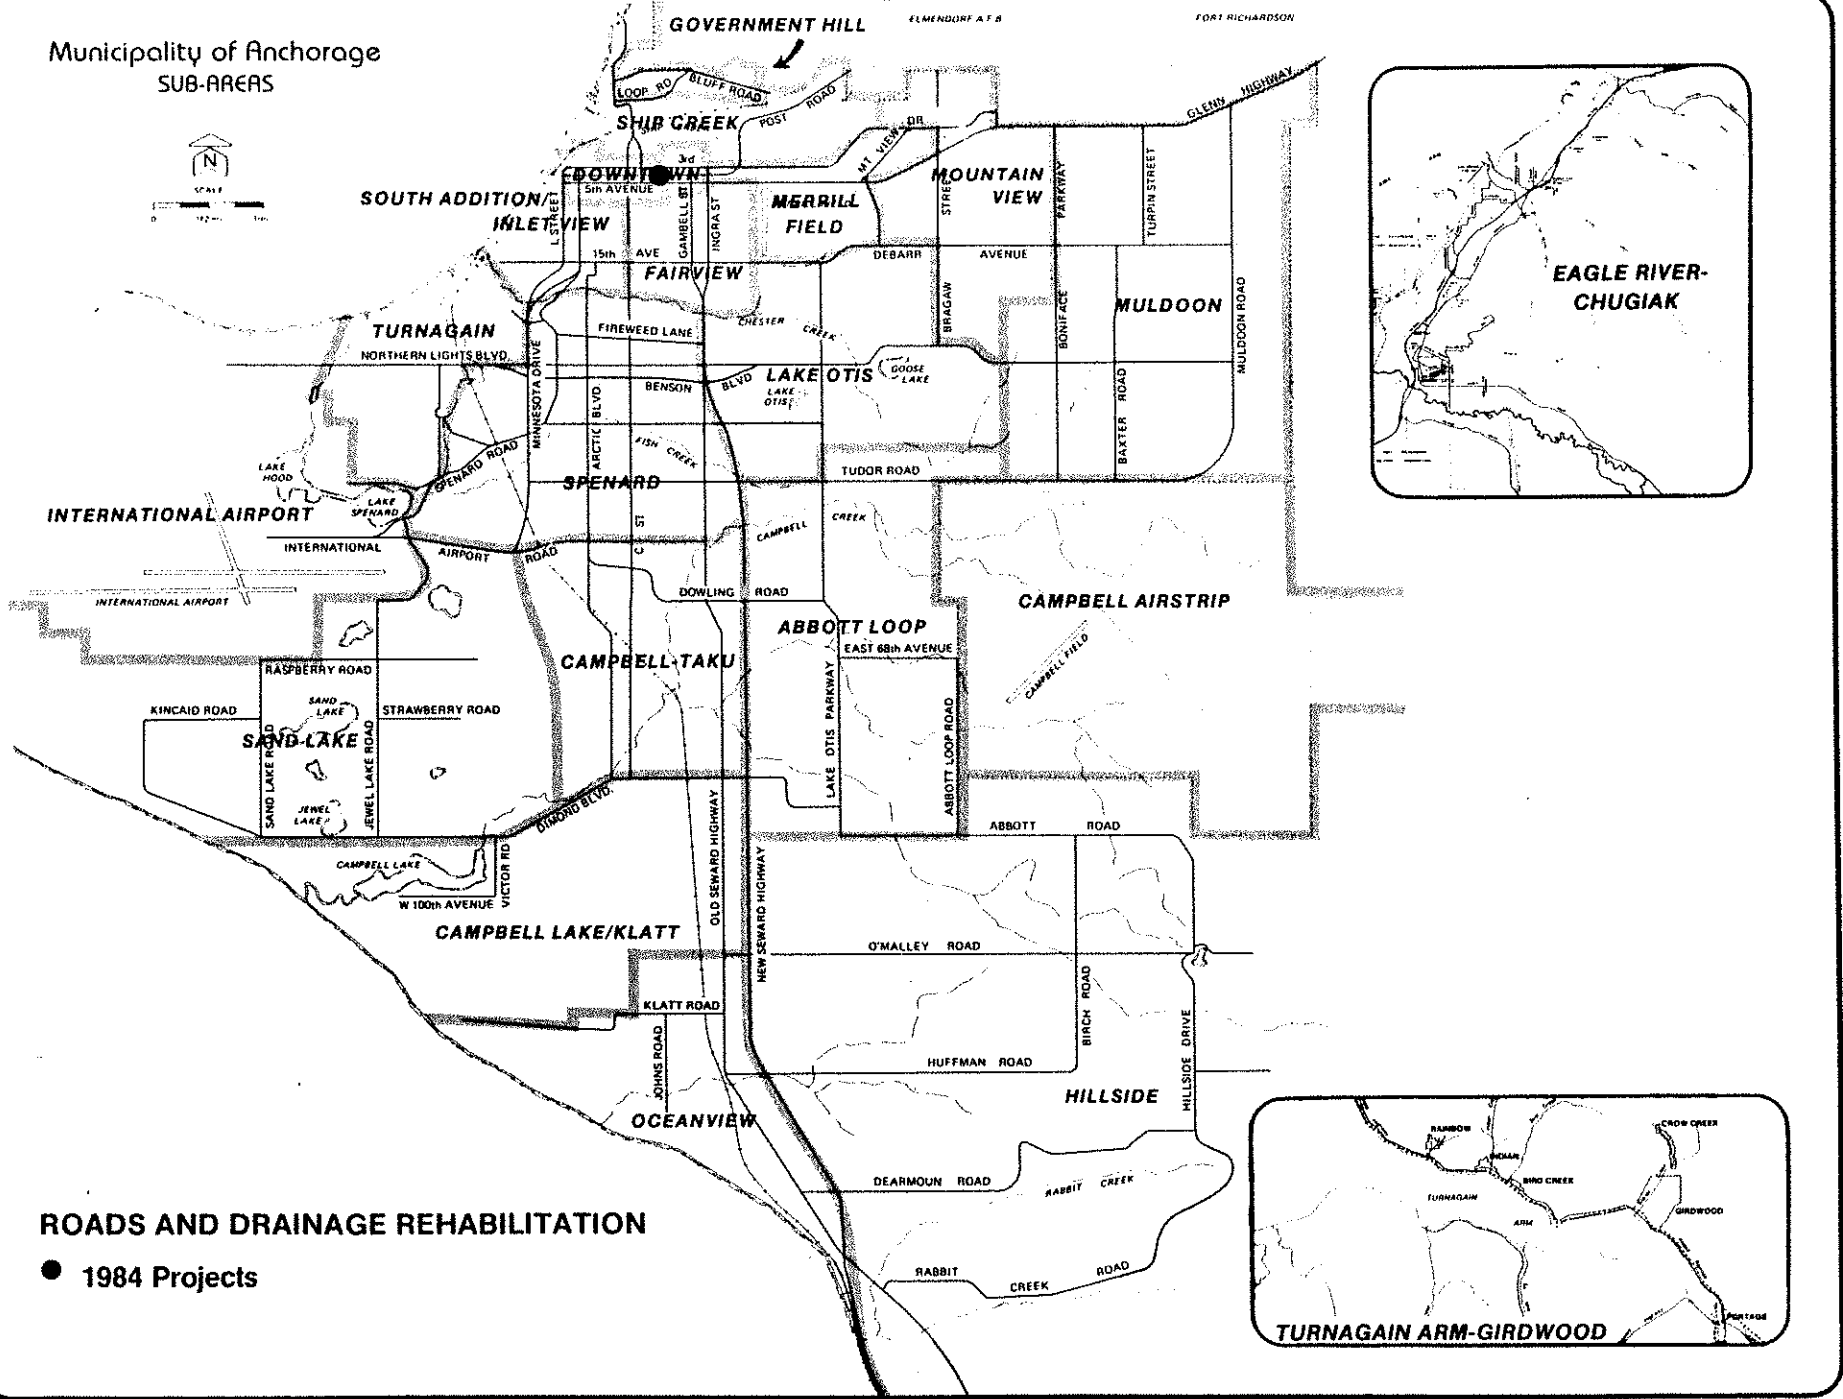 GOVERNMENT HILL
ELMENDORF A F B
FORT RICHARDSON
Municipality of Anchorage
SUB-AREAS
N
SCALE
0
LOOP RD
BLUFF ROAD
POST ROAD
GLENN HIGHWAY
SHIP CREEK
MT VIEW DR
3rd
DOWNTOWN
5th AVENUE
SOUTH ADDITION/
INLET VIEW
L STREET
GAMBELL ST
INGRA ST
MERRILL
FIELD
MOUNTAIN
VIEW
STREET
PARKWAY
TURPIN STREET
15th AVE
FAIRVIEW
DEBARR AVENUE
BRAGAW
BONIFACE
MULDOON
MULDOON ROAD
EAGLE RIVER-
CHUGIAK
TURNAGAIN
FIREWEED LANE
CHESTER CREEK
NORTHERN LIGHTS BLVD.
MINNESOTA DRIVE
BENSON BLVD
LAKE OTIS
LAKE
OTIS
GOOSE
LAKE
ARCTIC BLVD
BAXTER ROAD
FISH CREEK
SPENARD ROAD
LAKE
HOOD
LAKE
SPENARD
SPENARD
TUDOR ROAD
INTERNATIONAL AIRPORT
INTERNATIONAL AIRPORT ROAD
C ST
CAMPBELL CREEK
INTERNATIONAL AIRPORT
DOWLING ROAD
CAMPBELL AIRSTRIP
ABBOTT LOOP
EAST 68th AVENUE
CAMPBELL-TAKU
CAMPBELL FIELD
RASPBERRY ROAD
LAKE OTIS PARKWAY
ABBOTT LOOP ROAD
KINCAID ROAD
SAND
LAKE
STRAWBERRY ROAD
SAND LAKE
SAND LAKE ROAD
JEWEL LAKE ROAD
JEWEL
LAKE
DIMOND BLVD.
OLD SEWARD HIGHWAY
NEW SEWARD HIGHWAY
ABBOTT ROAD
CAMPBELL LAKE
VICTOR RD
W 100th AVENUE
CAMPBELL LAKE/KLATT
O'MALLEY ROAD
BIRCH ROAD
KLATT ROAD
JOHNS ROAD
HILLSIDE DRIVE
HUFFMAN ROAD
HILLSIDE
OCEANVIEW
DEARMOUN ROAD
RABBIT CREEK
RABBIT CREEK ROAD
ROADS AND DRAINAGE REHABILITATION
1984 Projects
RAINBOW
CROW CREEK
INDIAN
BIRD CREEK
TURNAGAIN
ARM
GIRDWOOD
PORTAGE
TURNAGAIN ARM-GIRDWOOD